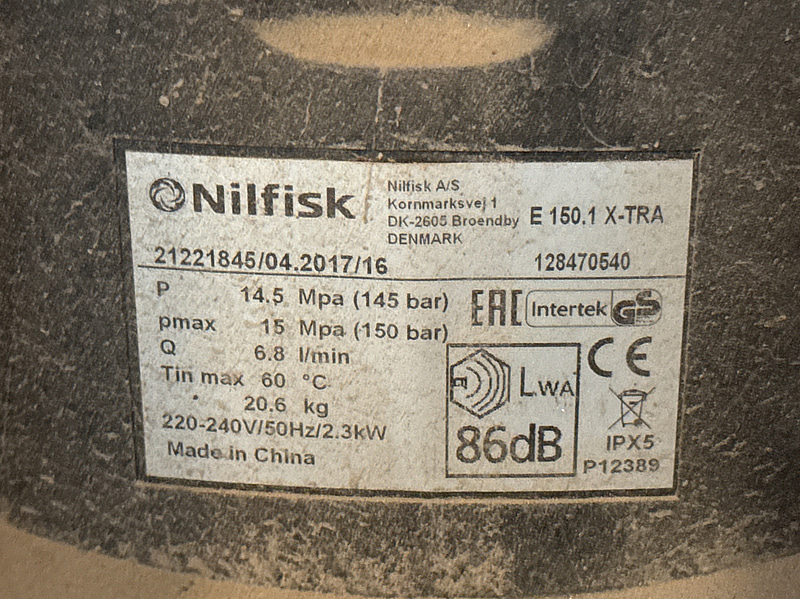 Nilfisk
Nilfisk A/S
Kornmarksvej 1
DK-2605 Broendby
DENMARK
E 150.1 X-TRA
21221845/04.2017/16
128470540
P 14.5 Mpa (145 bar)
pmax 15 Mpa (150 bar)
Q 6.8 l/min
Tin max 60 °C
20.6 kg
220-240V/50Hz/2.3kW
Made in China
EAC Intertek GS
CE
LWA
86dB
IPX5
P12389